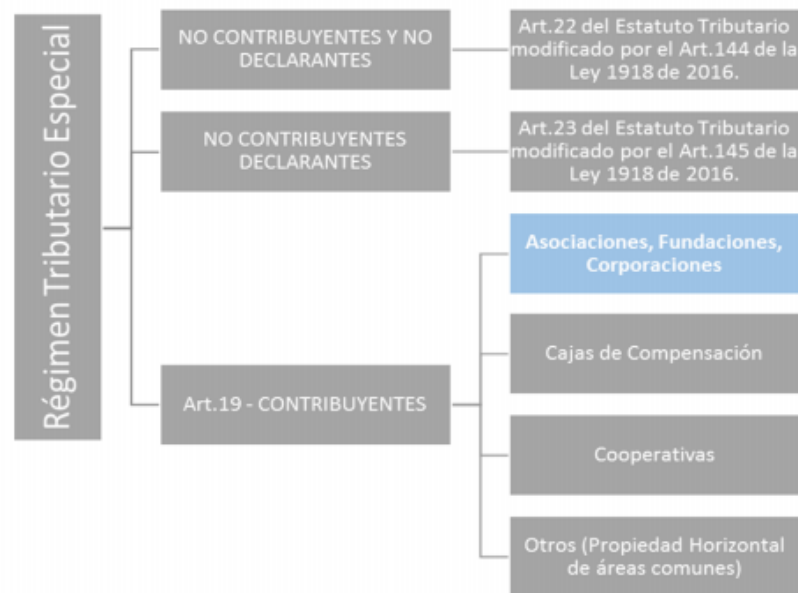 Régimen Tributario Especial
NO CONTRIBUYENTES Y NO
DECLARANTES
Art.22 del Estatuto Tributario
modificado por el Art.144 de la
Ley 1918 de 2016.
NO CONTRIBUYENTES
DECLARANTES
Art.23 del Estatuto Tributario
modificado por el Art.145 de la
Ley 1918 de 2016.
Art.19 - CONTRIBUYENTES
Asociaciones, Fundaciones,
Corporaciones
Cajas de Compensación
Cooperativas
Otros (Propiedad Horizontal
de áreas comunes)